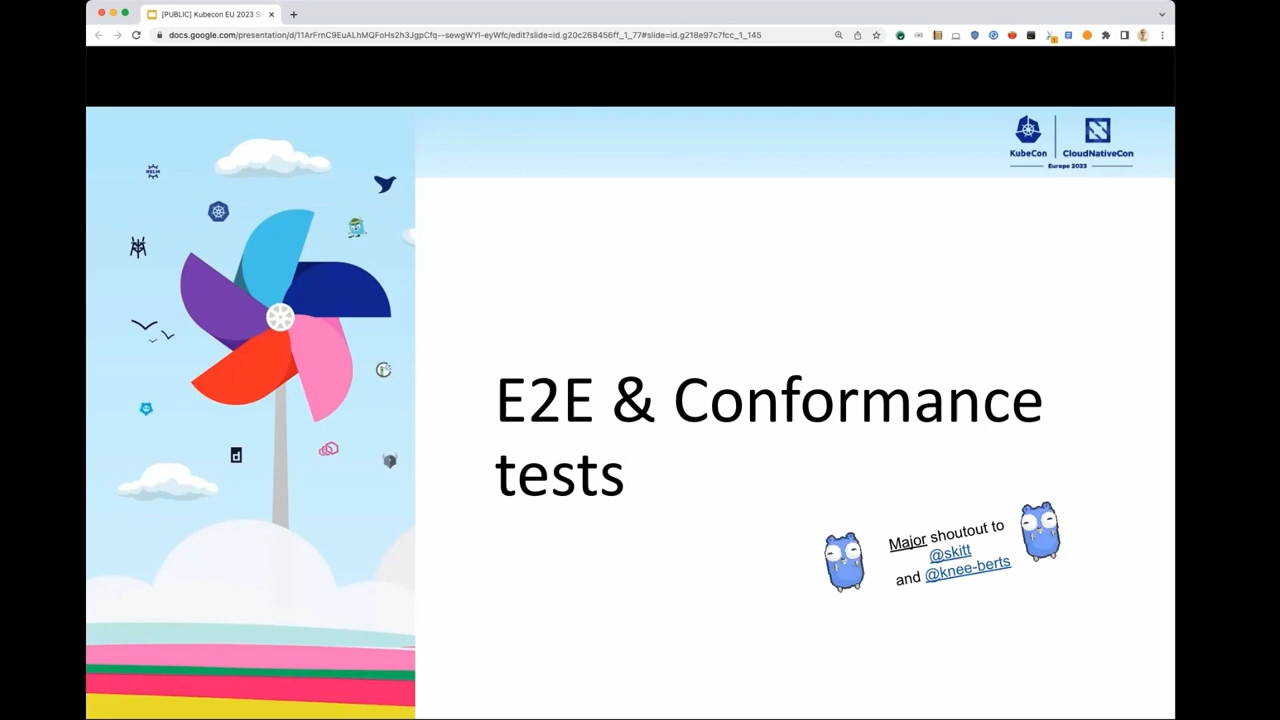 [PUBLIC] Kubecon EU 2023 S
docs.google.com/presentation/d/11ArFrnC9EuALhMQFoHs2h3JgpCfq--sewgWYl-eyWfc/edit?slide=id.g20c268456ff_1_77#slide=id.g218e97c7fcc_1_145
KubeCon
CloudNativeCon
Europe 2023
HELM
E2E & Conformance
tests
Major shoutout to
@skitt
and @knee-berts